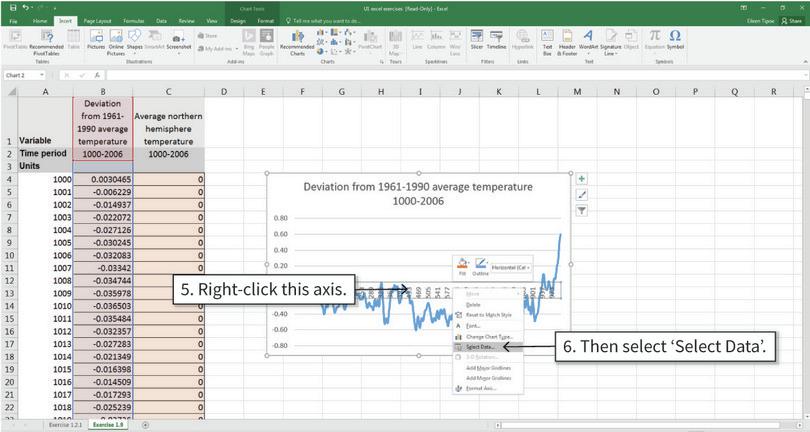 Chart Tools
UI excel exercises [Read-Only] - Excel
Eileen Tipoe
File Home Insert Page Layout Formulas Data Review View Design Format Tell me what you want to do... Share
PivotTable Recommended PivotTables Table
Pictures Online Pictures Shapes SmartArt Screenshot
Store
My Add-ins
Bing Maps People Graph
Recommended Charts
PivotChart
3D Map
Line Column Win/Loss
Slicer Timeline
Hyperlink
Text Box Header & Footer WordArt Signature Line Object
Equation Symbol
Tables Illustrations Add-ins Charts Tours Sparklines Filters Links Text Symbols
Chart 2
fx
A B C D E F G H I J K L M N O P Q R
1 Variable Deviation from 1961-1990 average temperature Average northern hemisphere temperature
2 Time period 1000-2006 1000-2006
3 Units
4 1000 0.0030465 0
5 1001 -0.006229 0
6 1002 -0.014937 0
7 1003 -0.022072 0
8 1004 -0.027126 0
9 1005 -0.030245 0
10 1006 -0.032083 0
11 1007 -0.03342 0
12 1008 -0.034744 0
13 1009 -0.035978 0
14 1010 -0.036503 0
15 1011 -0.035484 0
16 1012 -0.032357 0
17 1013 -0.027283 0
18 1014 -0.021349 0
19 1015 -0.016398 0
20 1016 -0.014509 0
21 1017 -0.017293 0
22 1018 -0.025239 0
Deviation from 1961-1990 average temperature
1000-2006
0.80
0.60
0.40
0.20
-0.40
-0.60
-0.80
469 505 541 577
Fill Outline Horizontal (Cat
5. Right-click this axis.
Move
Delete
Reset to Match Style
Font...
Change Chart Type...
Select Data...
3-D Rotation...
Add Major Gridlines
Add Minor Gridlines
Format Axis...
6. Then select ‘Select Data’.
Exercise 1.2.1 Exercise 1.9